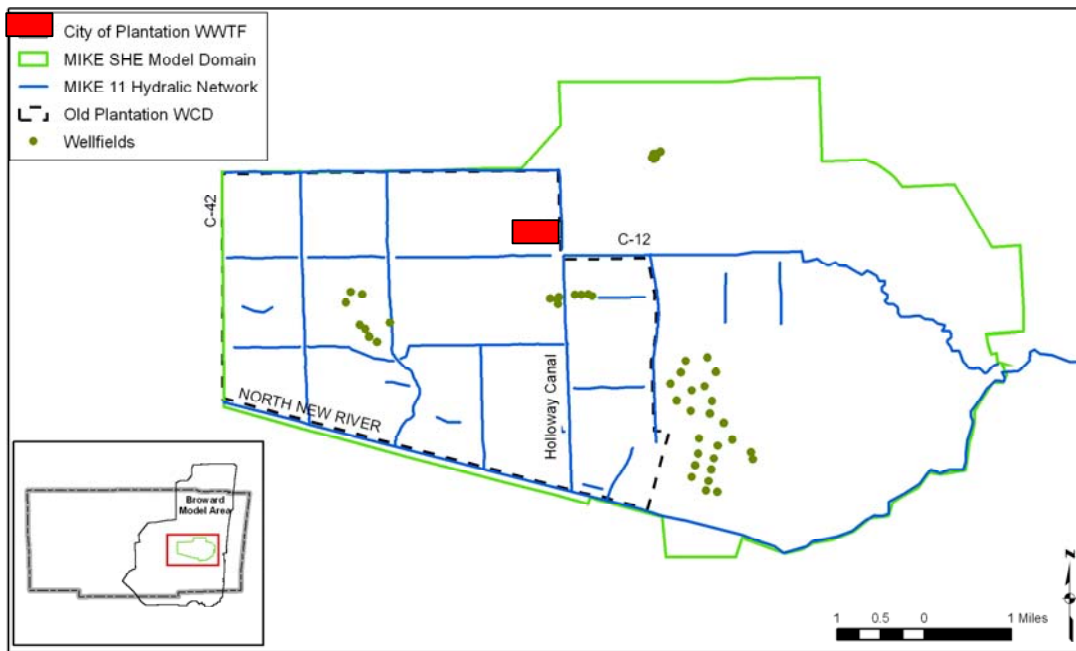 City of Plantation WWTF
MIKE SHE Model Domain
MIKE 11 Hydralic Network
Old Plantation WCD
Wellfields
C-42
C-12
NORTH NEW RIVER
Holloway Canal
Broward
Model Area
N
1 0.5 0 1 Miles